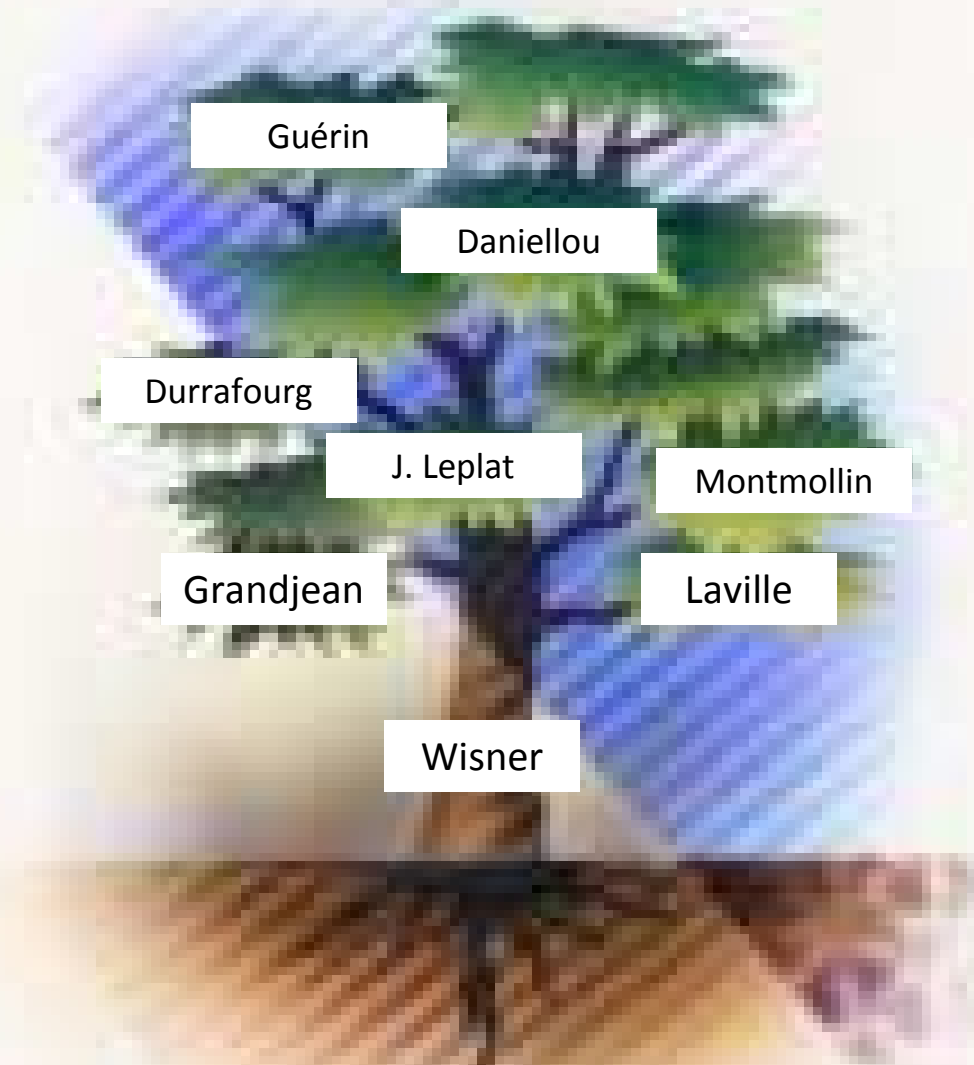 Guérin
Daniellou
Durrafourg
J. Leplat
Montmollin
Grandjean
Laville
Wisner